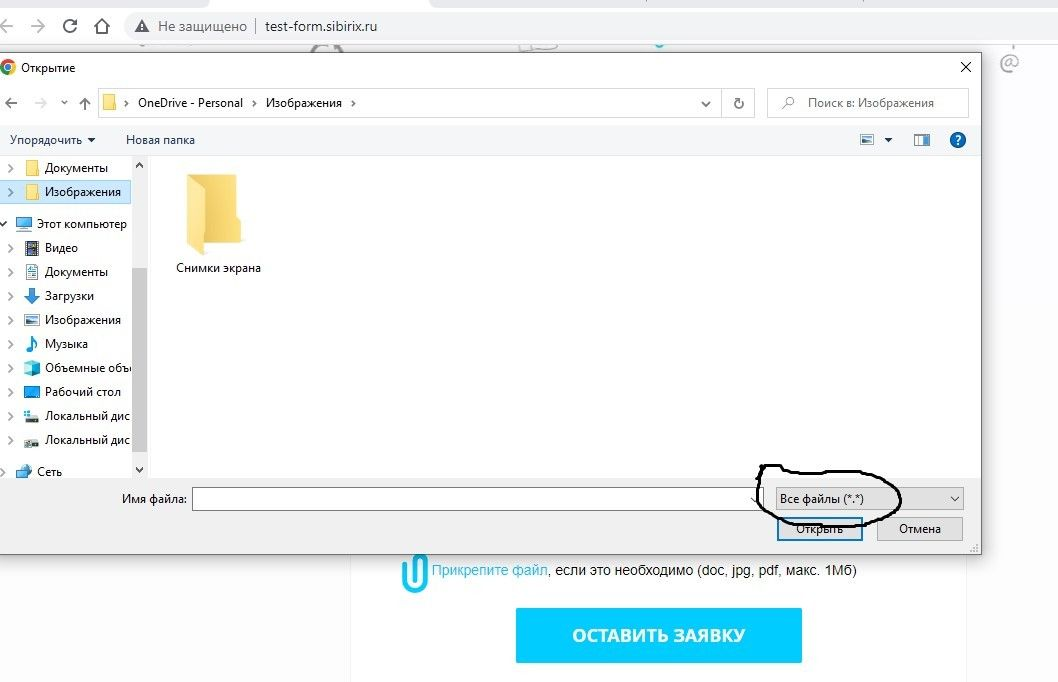 Не защищено
test-form.sibirix.ru
@
Открытие
OneDrive - Personal
Изображения
Поиск в: Изображения
Упорядочить
Новая папка
?
Документы
Изображения
Этот компьютер
Видео
Документы
Загрузки
Изображения
Музыка
Объемные объ
Рабочий стол
Локальный дис
Локальный дис
Сеть
Снимки экрана
Имя файла:
Все файлы (*.*)
Открыть
Отмена
Прикрепите файл, если это необходимо (doc, jpg, pdf, макс. 1Мб)
ОСТАВИТЬ ЗАЯВКУ